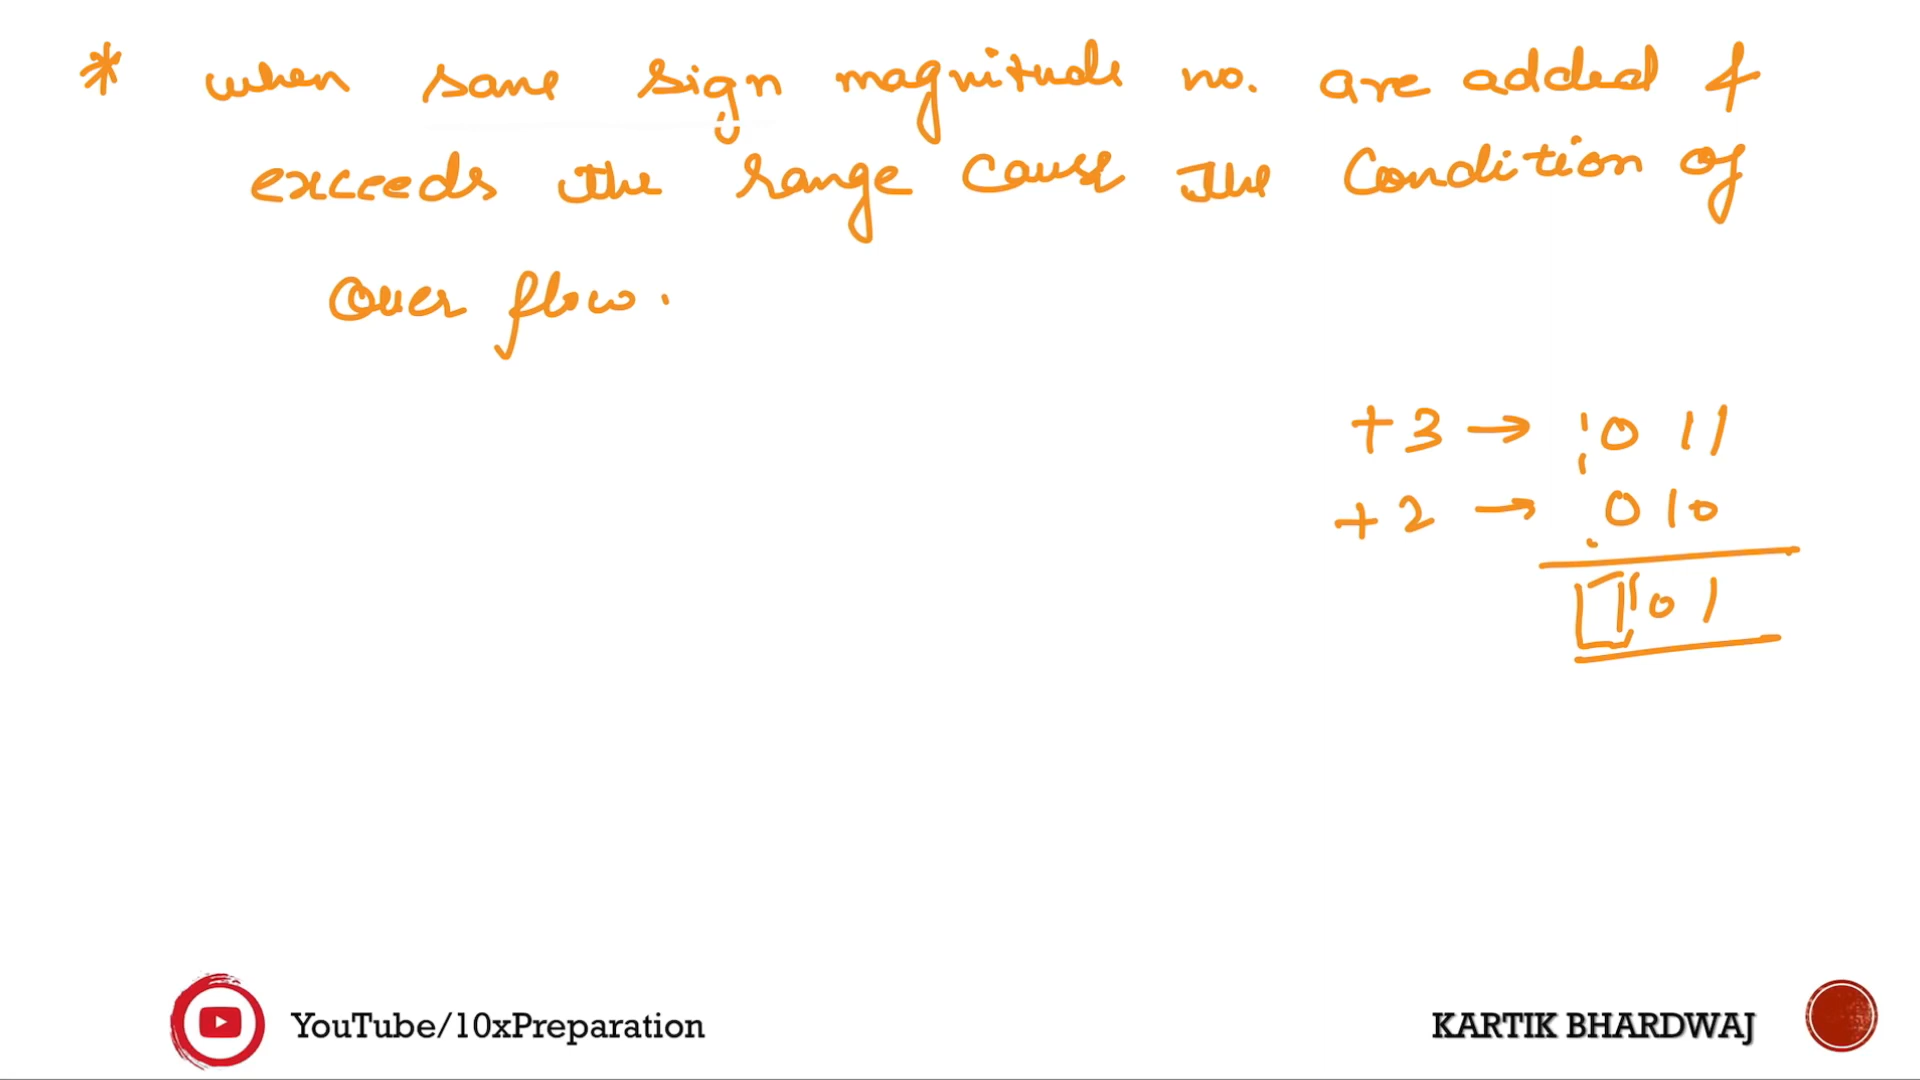 * when same sign magnitude no. are added &
exceeds the range cause the condition of
over flow.
+3 → 0 1 1
+2 → 0 1 0
1 0 1
YouTube/10xPreparation
KARTIK BHARDWAJ